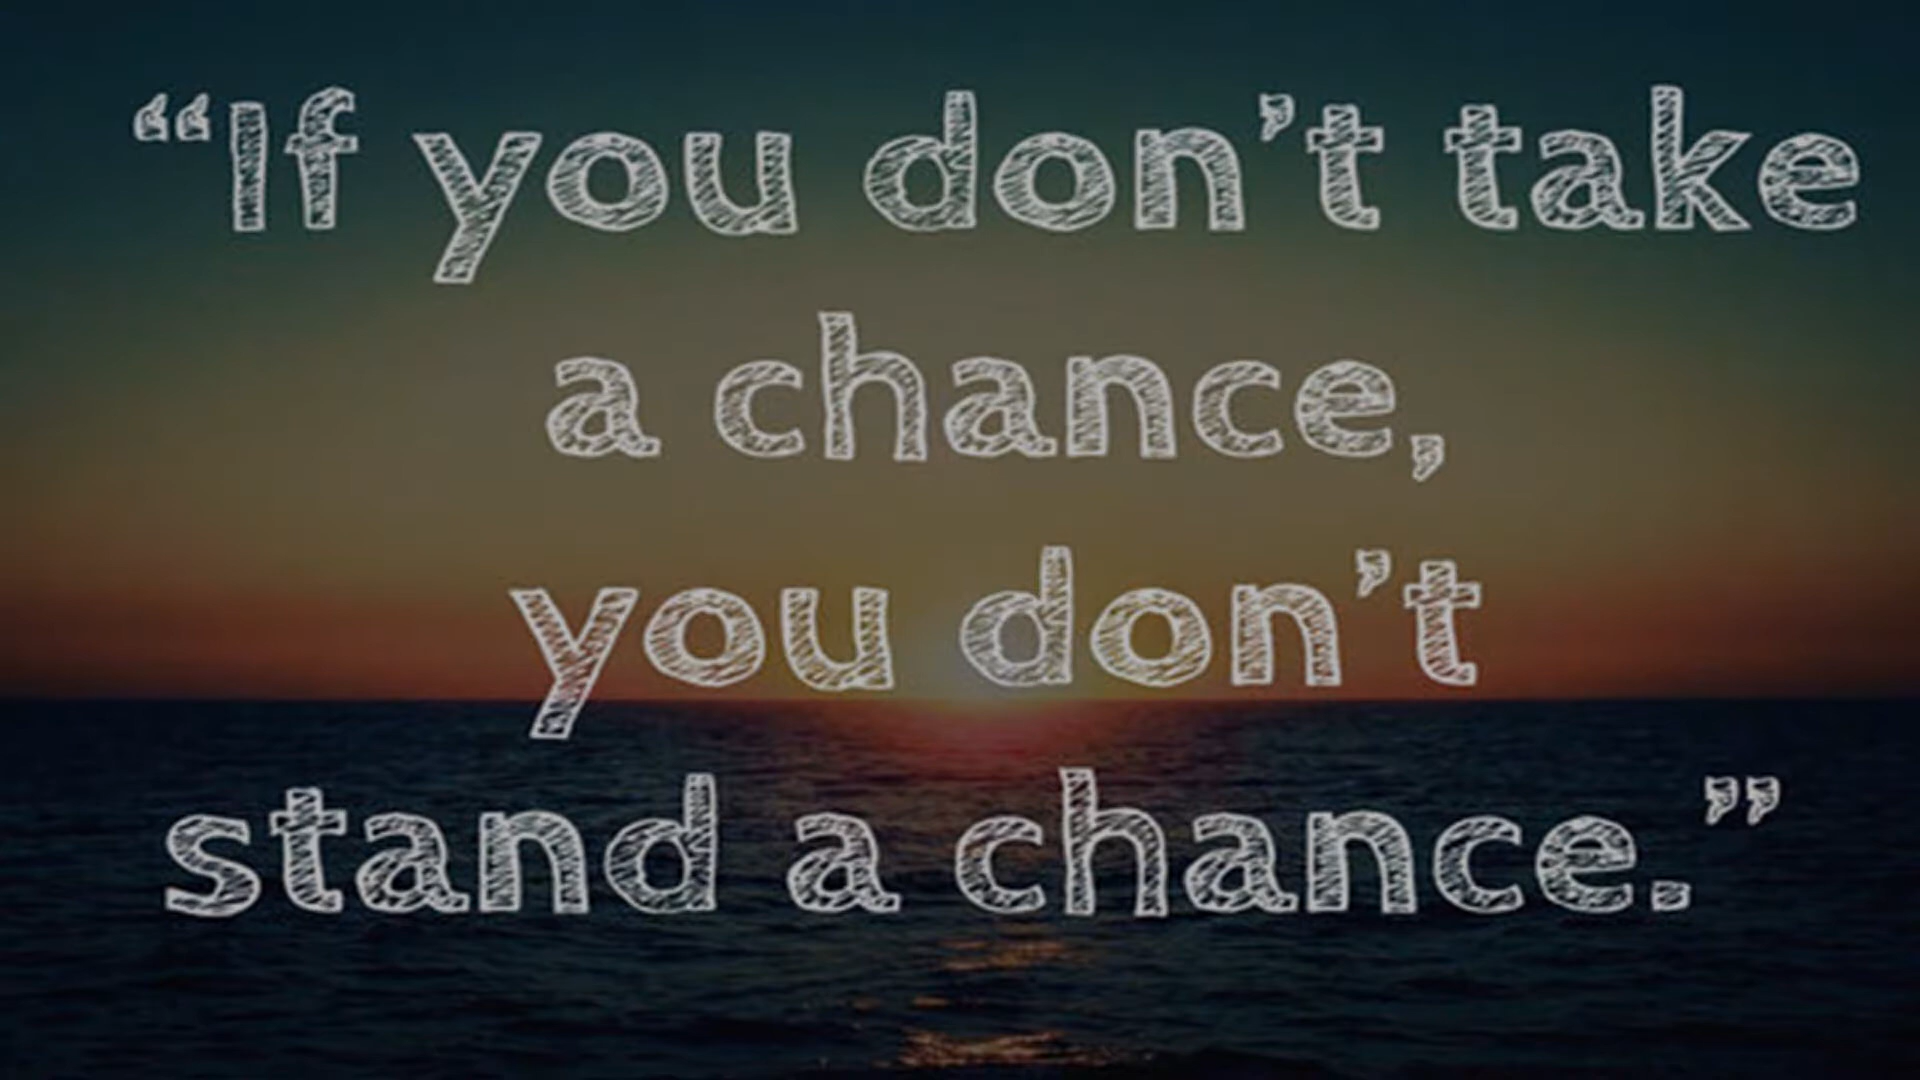 “If you don’t take
a chance,
you don’t
stand a chance.”